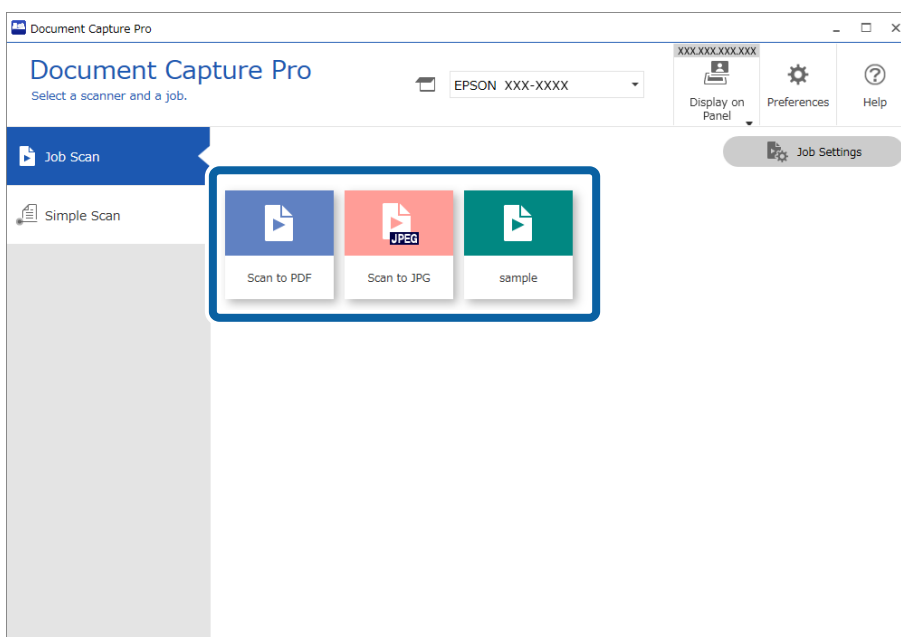 Document Capture Pro
Document Capture Pro
Select a scanner and a job.
EPSON XXX-XXXX
XXX.XXX.XXX.XXX
Display on
Panel
Preferences
Help
Job Scan
Job Settings
Simple Scan
JPEG
Scan to PDF
Scan to JPG
sample